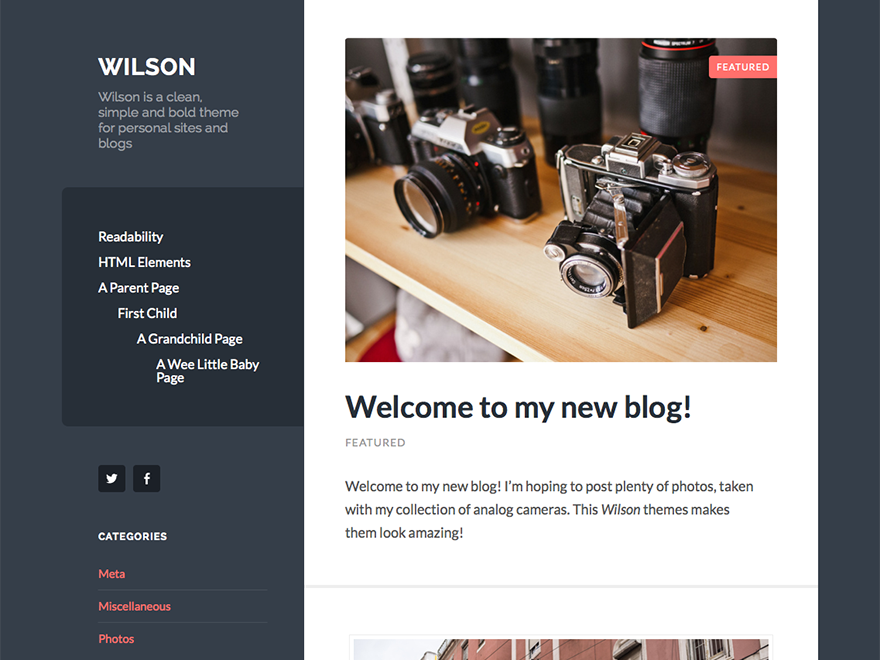 WILSON
Wilson is a clean,
simple and bold theme
for personal sites and
blogs
Readability
HTML Elements
A Parent Page
First Child
A Grandchild Page
A Wee Little Baby
Page
CATEGORIES
Meta
Miscellaneous
Photos
FEATURED
Welcome to my new blog!
FEATURED
Welcome to my new blog! I'm hoping to post plenty of photos, taken
with my collection of analog cameras. This Wilson themes makes
them look amazing!